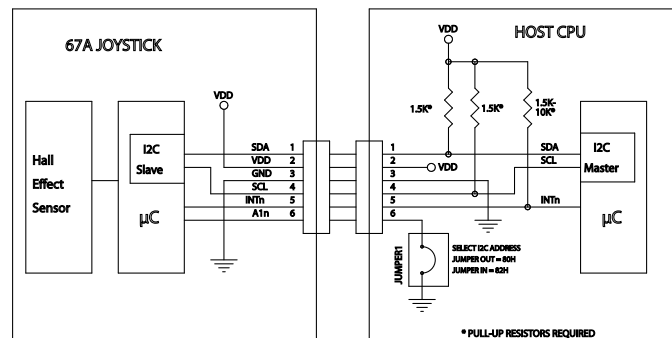 67A JOYSTICK
Hall
Effect
Sensor
I2C
Slave
µC
VDD
SDA 1
VDD 2
GND 3
SCL 4
INTn 5
A1n 6
HOST CPU
VDD
1.5K*
1.5K*
1.5K-
10K*
1
2
3
4
5
6
VDD
SDA
SCL
INTn
I2C
Master
µC
JUMPER1
SELECT I2C ADDRESS
JUMPER OUT = 80H
JUMPER IN = 82H
* PULL-UP RESISTORS REQUIRED